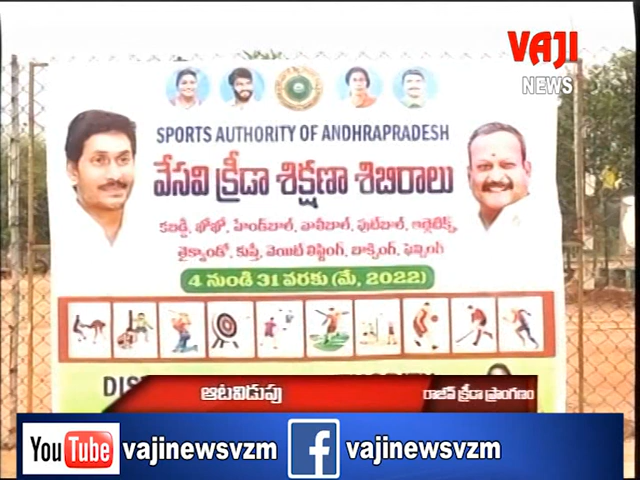 VAJI
NEWS
SPORTS AUTHORITY OF ANDHRAPRADESH
వేసవి క్రీడా శిక్షణా శిబిరాలు
కబడ్డీ, ఖోఖో, హేండ్‌బాల్, వాలీబాల్, ఫుట్‌బాల్, అథ్లెటిక్స్,
తైక్వాండో, కుస్తీ, వెయిట్ లిఫ్టింగ్, బాక్సింగ్, ఫెన్సింగ్
4 నుండి 31 వరకు (మే, 2022)
ఆటవిడుపు
రాజీవ్ క్రీడా ప్రాంగణం
YouTube vajinewsvzm f vajinewsvzm